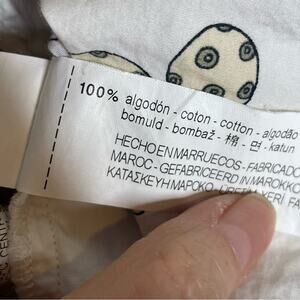 100% algodón - coton - cotton - algodão
bomuld - bombaž - 棉 - 면 - katun
HECHO EN MARRUECOS - FABRICADO
MAROC - GEFABRICEERD IN MAROKKO
ΚΑΤΑΣΚΕΥΗ ΜΑΡΟΚΟ